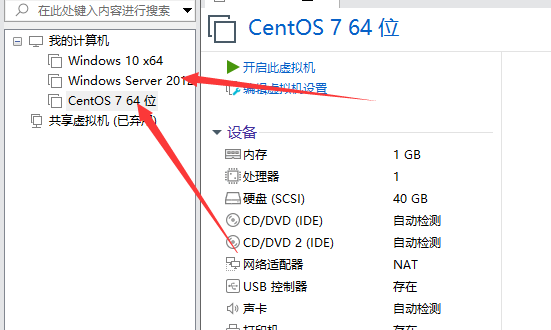 在此处键入内容进行搜索
我的计算机
Windows 10 x64
Windows Server 201
CentOS 7 64 位
共享虚拟机 (已弃用)
CentOS 7 64 位
开启此虚拟机
编辑虚拟机设置
设备
内存 1 GB
处理器 1
硬盘 (SCSI) 40 GB
CD/DVD (IDE) 自动检测
CD/DVD 2 (IDE) 自动检测
网络适配器 NAT
USB 控制器 存在
声卡 自动检测
打印机 存在